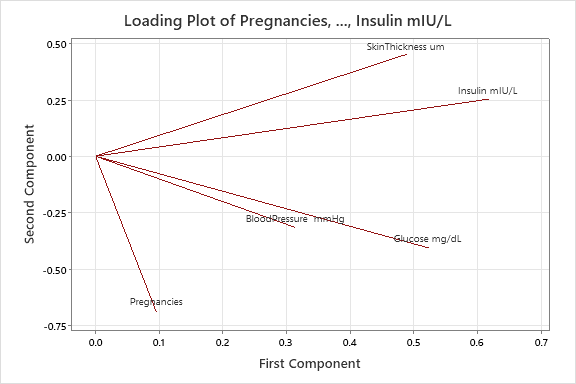 Loading Plot of Pregnancies, ..., Insulin mIU/L
0.50
SkinThickness um
Insulin mIU/L
0.25
0.00
Second Component
-0.25
BloodPressure mmHg
Glucose mg/dL
-0.50
Pregnancies
-0.75
0.0 0.1 0.2 0.3 0.4 0.5 0.6 0.7
First Component